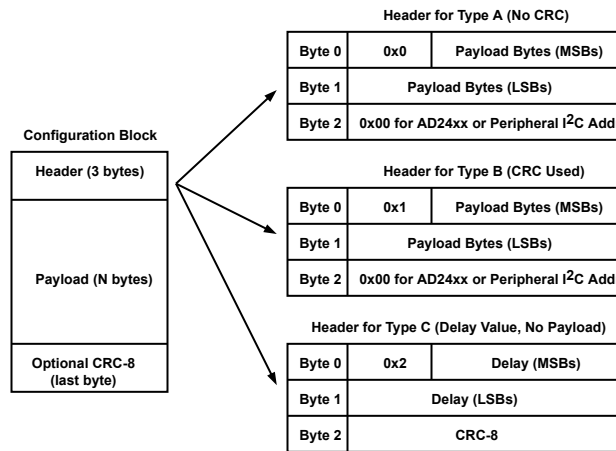 Header for Type A (No CRC)
Byte 0 0x0 Payload Bytes (MSBs)
Byte 1 Payload Bytes (LSBs)
Byte 2 0x00 for AD24xx or Peripheral I2C Add
Configuration Block
Header (3 bytes)
Payload (N bytes)
Optional CRC-8
(last byte)
Header for Type B (CRC Used)
Byte 0 0x1 Payload Bytes (MSBs)
Byte 1 Payload Bytes (LSBs)
Byte 2 0x00 for AD24xx or Peripheral I2C Add
Header for Type C (Delay Value, No Payload)
Byte 0 0x2 Delay (MSBs)
Byte 1 Delay (LSBs)
Byte 2 CRC-8